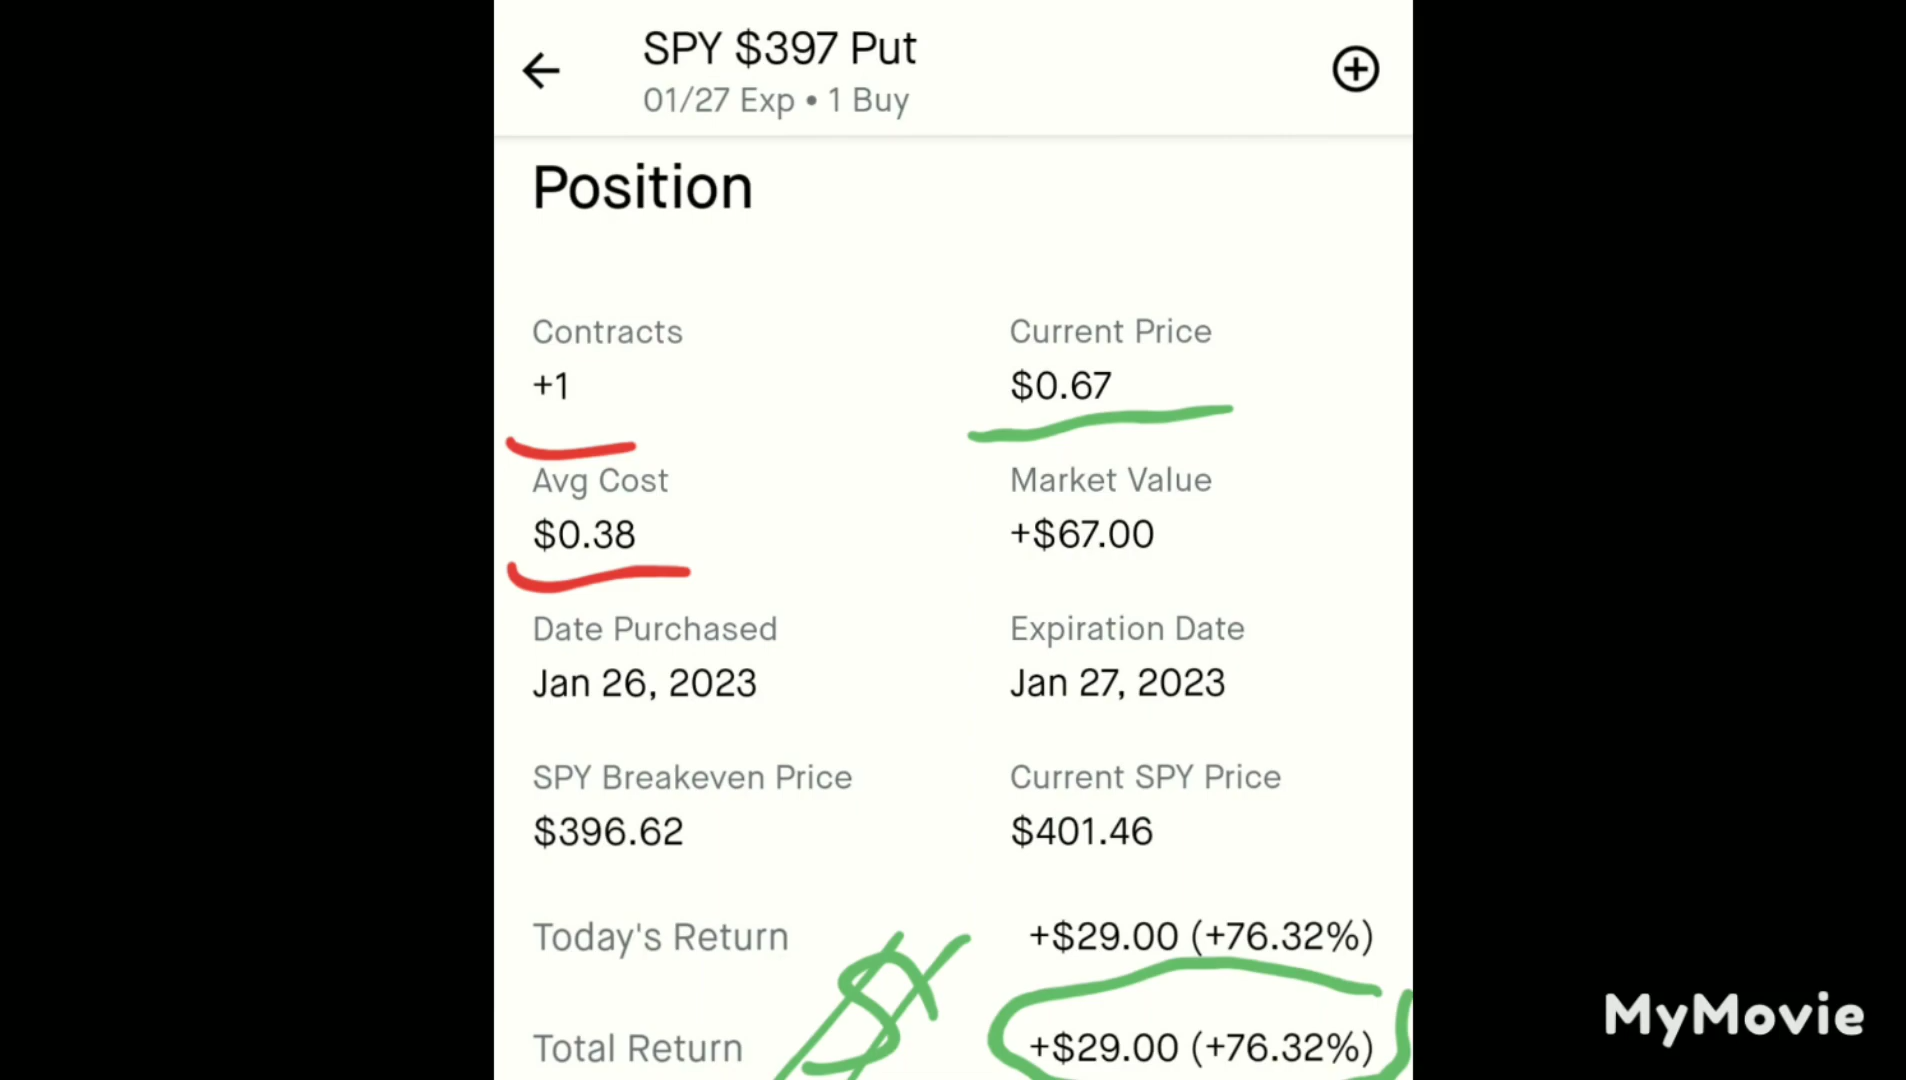 SPY $397 Put
01/27 Exp • 1 Buy
Position
Contracts
+1
Current Price
$0.67
Avg Cost
$0.38
Market Value
+$67.00
Date Purchased
Jan 26, 2023
Expiration Date
Jan 27, 2023
SPY Breakeven Price
$396.62
Current SPY Price
$401.46
Today's Return
+$29.00 (+76.32%)
Total Return
+$29.00 (+76.32%)
$
MyMovie